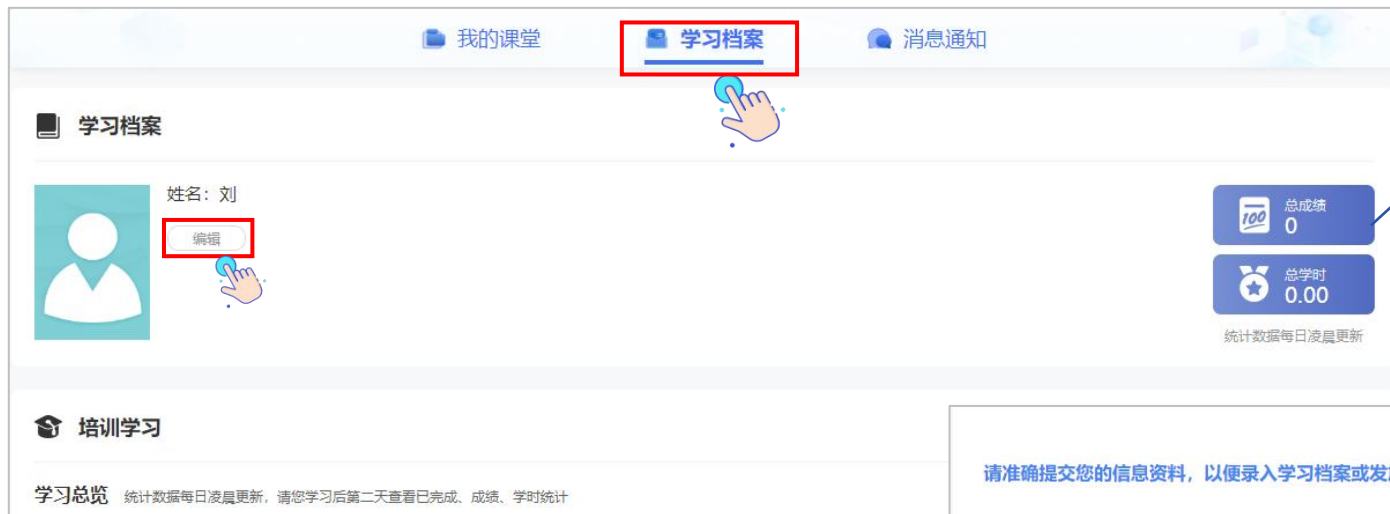 我的课堂
学习档案
消息通知
学习档案
姓名：刘
编辑
100
总成绩
0
总学时
0.00
统计数据每日凌晨更新
培训学习
学习总览 统计数据每日凌晨更新，请您学习后第二天查看已完成、成绩、学时统计
请准确提交您的信息资料，以便录入学习档案或发